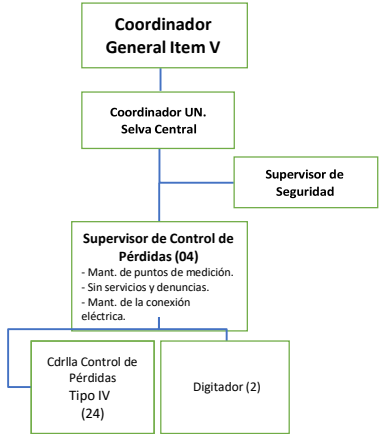 Coordinador
General Item V
Coordinador UN.
Selva Central
Supervisor de
Seguridad
Supervisor de Control de
Pérdidas (04)
- Mant. de puntos de medición.
- Sin servicios y denuncias.
- Mant. de la conexión
eléctrica.
Cdrlla Control de
Pérdidas
Tipo IV
(24)
Digitador (2)